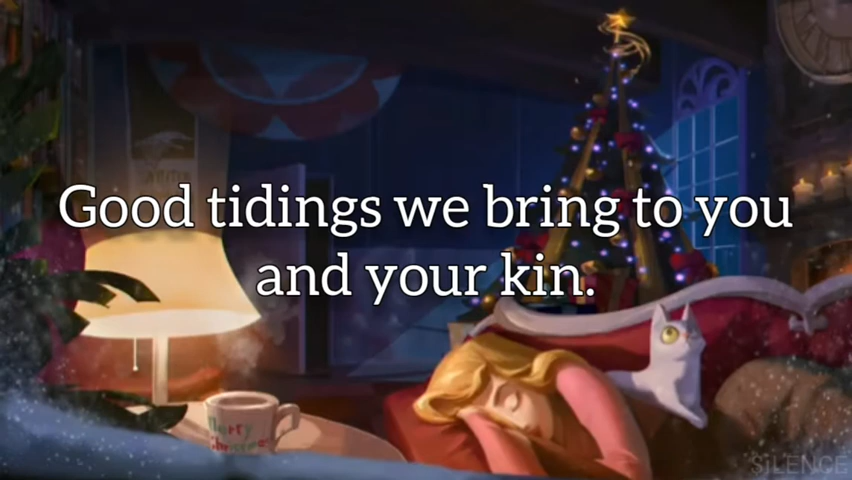 Good tidings we bring to you
and your kin.
Merry
Christmas
SiLENCE